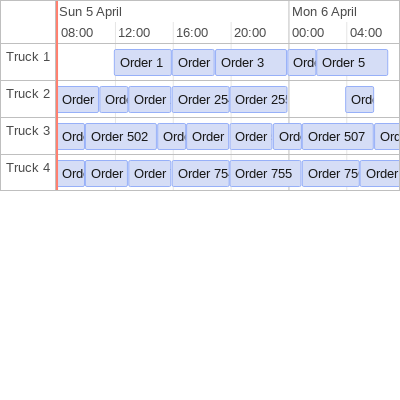 Sun 5 April Mon 6 April
08:00 12:00 16:00 20:00 00:00 04:00
Truck 1 Order 1 Order Order 3 Ord Order 5
Truck 2 Order Ord Order Order 25 Order 255 Ord
Truck 3 Ord Order 502 Ord Order Order Ord Order 507 Ord
Truck 4 Ord Order Order Order 75 Order 755 Order 75 Order